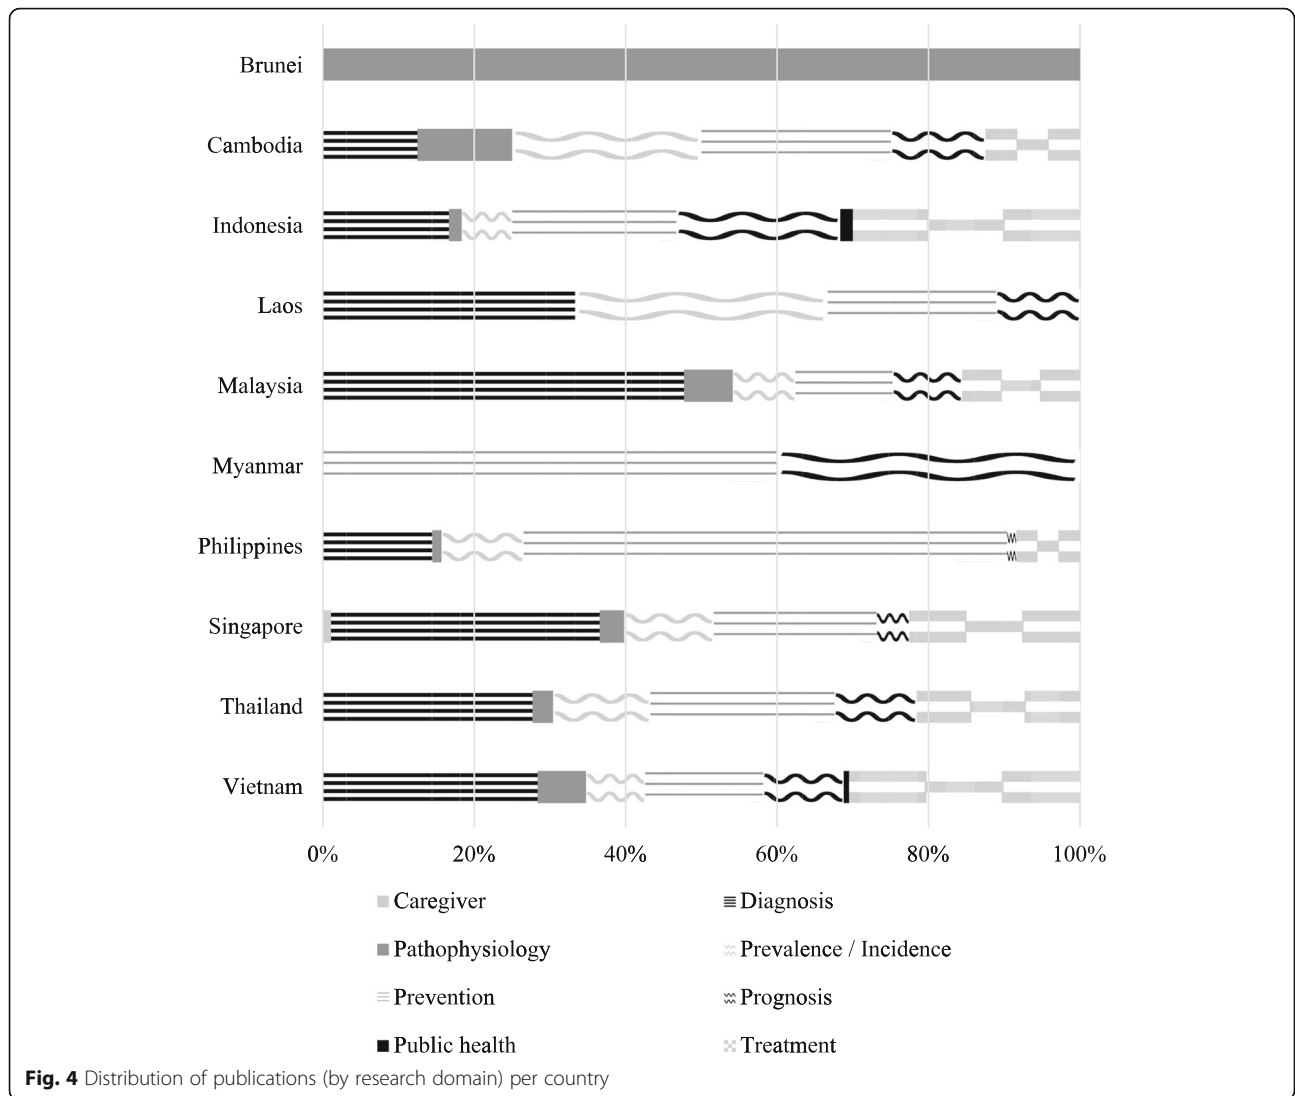 Brunei
Cambodia
Indonesia
Laos
Malaysia
Myanmar
Philippines
Singapore
Thailand
Vietnam
0% 20% 40% 60% 80% 100%
Caregiver Diagnosis
Pathophysiology Prevalence / Incidence
Prevention Prognosis
Public health Treatment
Fig. 4 Distribution of publications (by research domain) per country